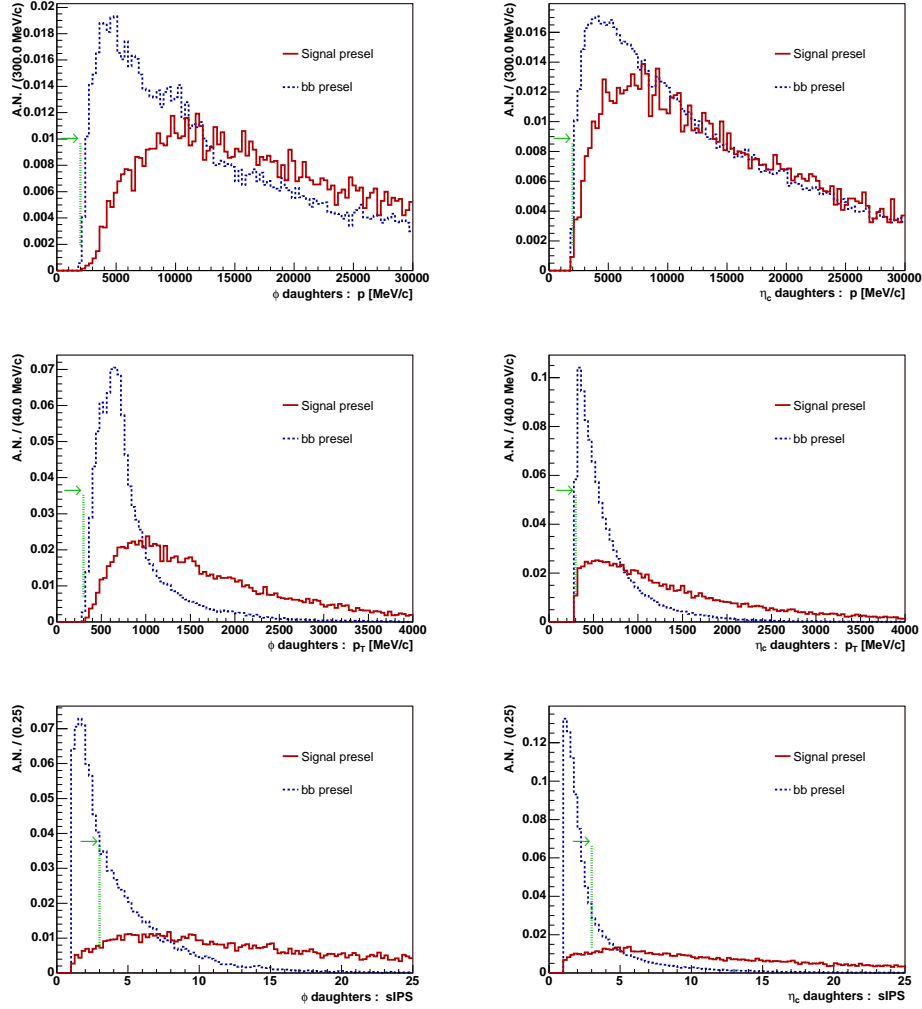 A.N. / (300.0 MeV/c)
0.02
0.018
0.016
0.014
0.012
0.01
0.008
0.006
0.004
0.002
0
Signal presel
bb presel
0 5000 10000 15000 20000 25000 30000
ϕ daughters : p [MeV/c]
A.N. / (300.0 MeV/c)
0.016
0.014
0.012
0.01
0.008
0.006
0.004
0.002
0
Signal presel
bb presel
0 5000 10000 15000 20000 25000 30000
η_c daughters : p [MeV/c]
A.N. / (40.0 MeV/c)
0.07
0.06
0.05
0.04
0.03
0.02
0.01
0
Signal presel
bb presel
0 500 1000 1500 2000 2500 3000 3500 4000
ϕ daughters : p_T [MeV/c]
A.N. / (40.0 MeV/c)
0.1
0.08
0.06
0.04
0.02
0
Signal presel
bb presel
0 500 1000 1500 2000 2500 3000 3500 4000
η_c daughters : p_T [MeV/c]
A.N. / (0.25)
0.07
0.06
0.05
0.04
0.03
0.02
0.01
0
Signal presel
bb presel
0 5 10 15 20 25
ϕ daughters : sIPS
A.N. / (0.25)
0.12
0.1
0.08
0.06
0.04
0.02
0
Signal presel
bb presel
0 5 10 15 20 25
η_c daughters : sIPS